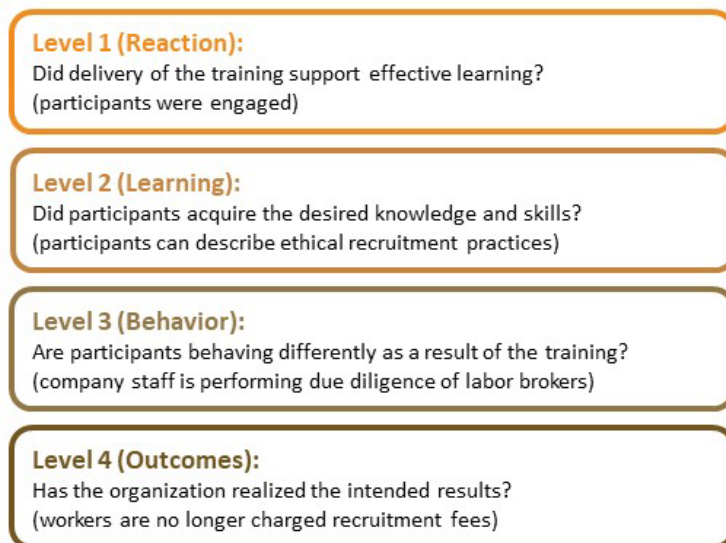 Level 1 (Reaction):
Did delivery of the training support effective learning?
(participants were engaged)
Level 2 (Learning):
Did participants acquire the desired knowledge and skills?
(participants can describe ethical recruitment practices)
Level 3 (Behavior):
Are participants behaving differently as a result of the training?
(company staff is performing due diligence of labor brokers)
Level 4 (Outcomes):
Has the organization realized the intended results?
(workers are no longer charged recruitment fees)